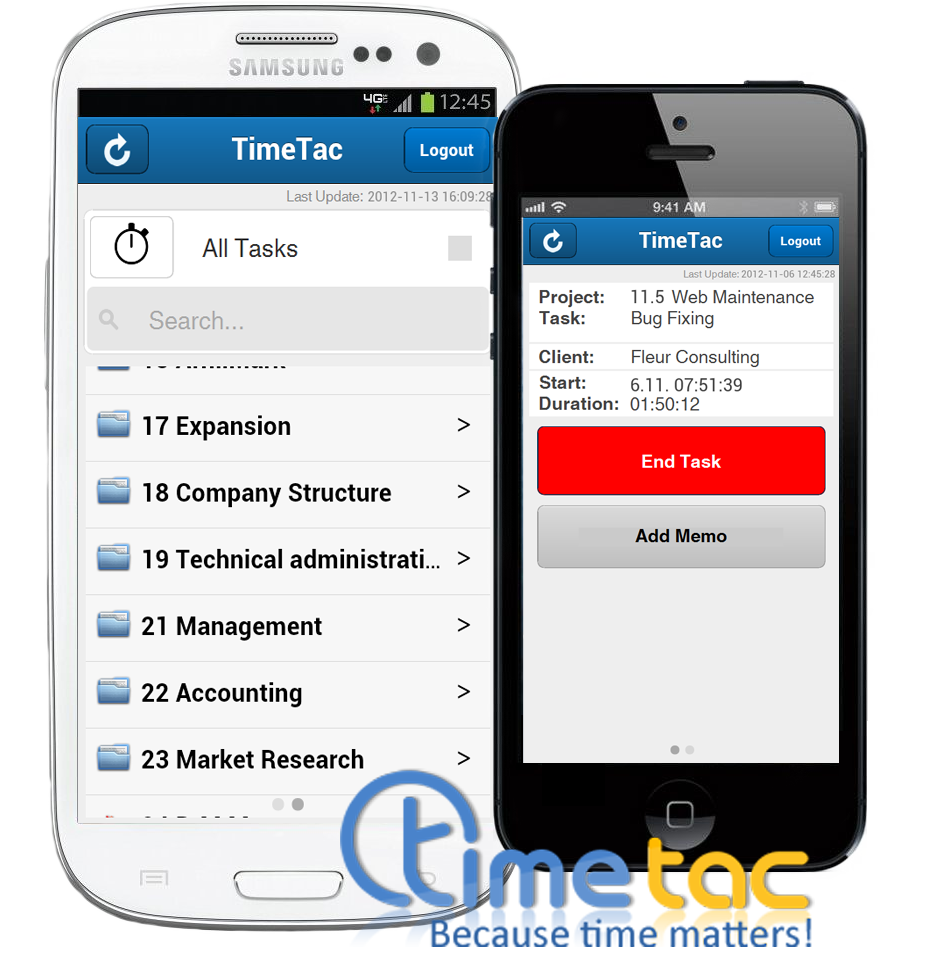 SAMSUNG
4G LTE 12:45
TimeTac
Logout
Last Update: 2012-11-13 16:09:28
All Tasks
Search...
17 Expansion >
18 Company Structure >
19 Technical administrati... >
21 Management >
22 Accounting >
23 Market Research >
9:41 AM
TimeTac
Logout
Last Update: 2012-11-06 12:45:28
Project: 11.5 Web Maintenance
Task: Bug Fixing
Client: Fleur Consulting
Start: 6.11. 07:51:39
Duration: 01:50:12
End Task
Add Memo
timetac
Because time matters!